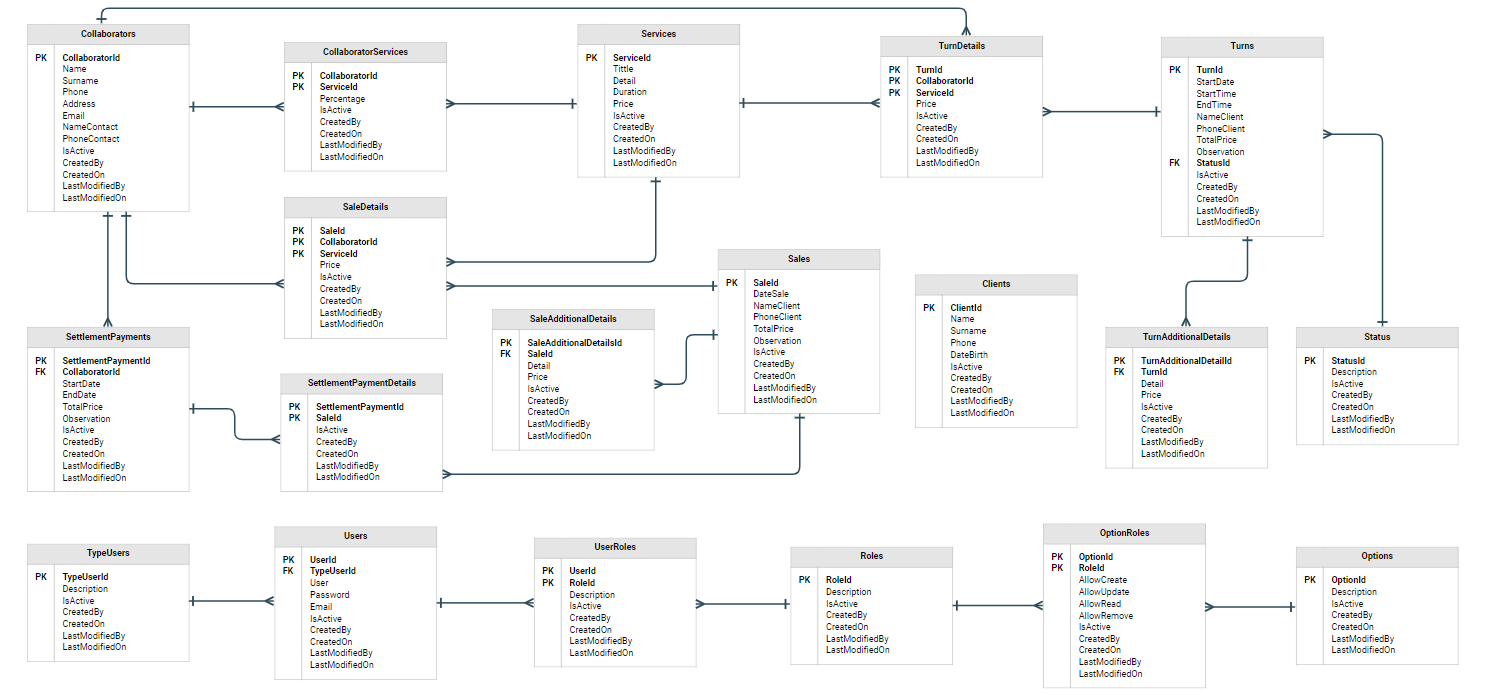 Collaborators
PK CollaboratorId
Name
Surname
Phone
Address
Email
NameContact
PhoneContact
IsActive
CreatedBy
CreatedOn
LastModifiedBy
LastModifiedOn
CollaboratorServices
PK CollaboratorId
PK ServiceId
Percentage
IsActive
CreatedBy
CreatedOn
LastModifiedBy
LastModifiedOn
Services
PK ServiceId
Tittle
Detail
Duration
Price
IsActive
CreatedBy
CreatedOn
LastModifiedBy
LastModifiedOn
TurnDetails
PK TurnId
PK CollaboratorId
PK ServiceId
Price
IsActive
CreatedBy
CreatedOn
LastModifiedBy
LastModifiedOn
Turns
PK TurnId
StartDate
StartTime
EndTime
NameClient
PhoneClient
TotalPrice
Observation
FK StatusId
IsActive
CreatedBy
CreatedOn
LastModifiedBy
LastModifiedOn
SaleDetails
PK SaleId
PK CollaboratorId
PK ServiceId
Price
IsActive
CreatedBy
CreatedOn
LastModifiedBy
LastModifiedOn
Sales
PK SaleId
DateSale
NameClient
PhoneClient
TotalPrice
Observation
IsActive
CreatedBy
CreatedOn
LastModifiedBy
LastModifiedOn
Clients
PK ClientId
Name
Surname
Phone
DateBirth
IsActive
CreatedBy
CreatedOn
LastModifiedBy
LastModifiedOn
SaleAdditionalDetails
PK SaleAdditionalDetailsId
FK SaleId
Detail
Price
IsActive
CreatedBy
CreatedOn
LastModifiedBy
LastModifiedOn
SettlementPayments
PK SettlementPaymentId
FK CollaboratorId
StartDate
EndDate
TotalPrice
Observation
IsActive
CreatedBy
CreatedOn
LastModifiedBy
LastModifiedOn
SettlementPaymentDetails
PK SettlementPaymentId
PK SaleId
IsActive
CreatedBy
CreatedOn
LastModifiedBy
LastModifiedOn
TurnAdditionalDetails
PK TurnAdditionalDetailId
FK TurnId
Detail
Price
IsActive
CreatedBy
CreatedOn
LastModifiedBy
LastModifiedOn
Status
PK StatusId
Description
IsActive
CreatedBy
CreatedOn
LastModifiedBy
LastModifiedOn
TypeUsers
PK TypeUserId
Description
IsActive
CreatedBy
CreatedOn
LastModifiedBy
LastModifiedOn
Users
PK UserId
FK TypeUserId
User
Password
Email
IsActive
CreatedBy
CreatedOn
LastModifiedBy
LastModifiedOn
UserRoles
PK UserId
PK RoleId
Description
IsActive
CreatedBy
CreatedOn
LastModifiedBy
LastModifiedOn
Roles
PK RoleId
Description
IsActive
CreatedBy
CreatedOn
LastModifiedBy
LastModifiedOn
OptionRoles
PK OptionId
PK RoleId
AllowCreate
AllowUpdate
AllowRead
AllowRemove
IsActive
CreatedBy
CreatedOn
LastModifiedBy
LastModifiedOn
Options
PK OptionId
Description
IsActive
CreatedBy
CreatedOn
LastModifiedBy
LastModifiedOn